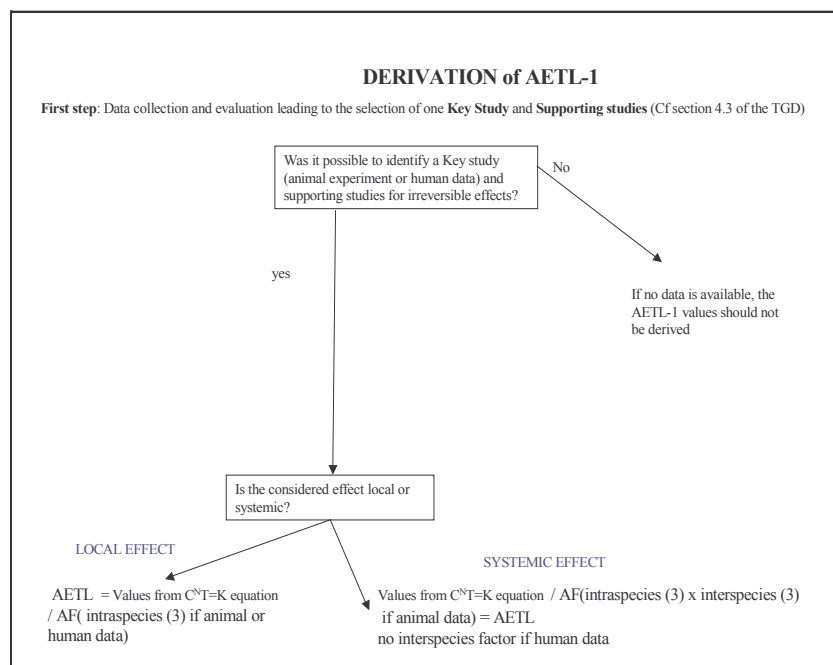 DERIVATION of AETL-1
First step: Data collection and evaluation leading to the selection of one Key Study and Supporting studies (Cf section 4.3 of the TGD)
Was it possible to identify a Key study
(animal experiment or human data) and
supporting studies for irreversible effects?
No
yes
If no data is available, the
AETL-1 values should not
be derived
Is the considered effect local or
systemic?
LOCAL EFFECT
AETL = Values from CᴺT=K equation
/ AF( intraspecies (3) if animal or
human data)
SYSTEMIC EFFECT
Values from CᴺT=K equation / AF(intraspecies (3) x interspecies (3)
if animal data) = AETL
no interspecies factor if human data